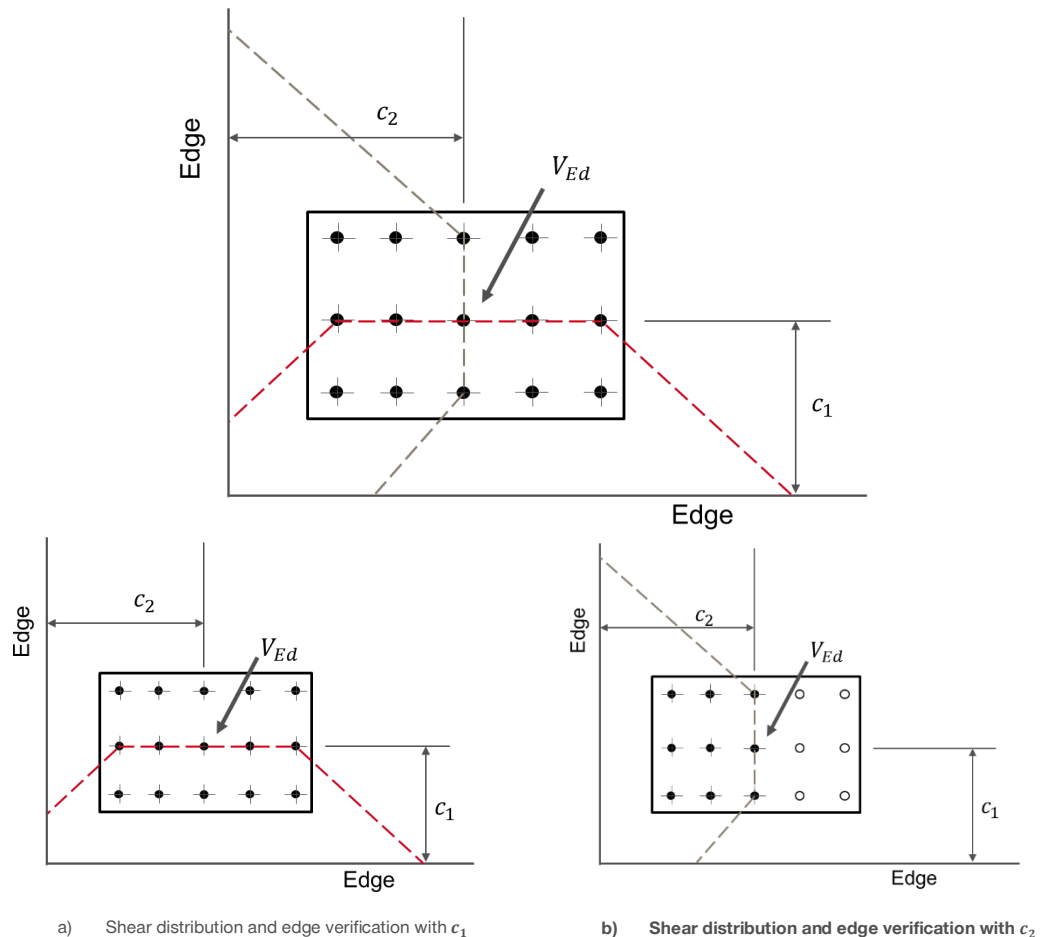 c₂
Edge
V_Ed
c₁
Edge
c₂
Edge
V_Ed
c₁
Edge
c₂
Edge
V_Ed
c₁
Edge
a) Shear distribution and edge verification with c₁
b) Shear distribution and edge verification with c₂